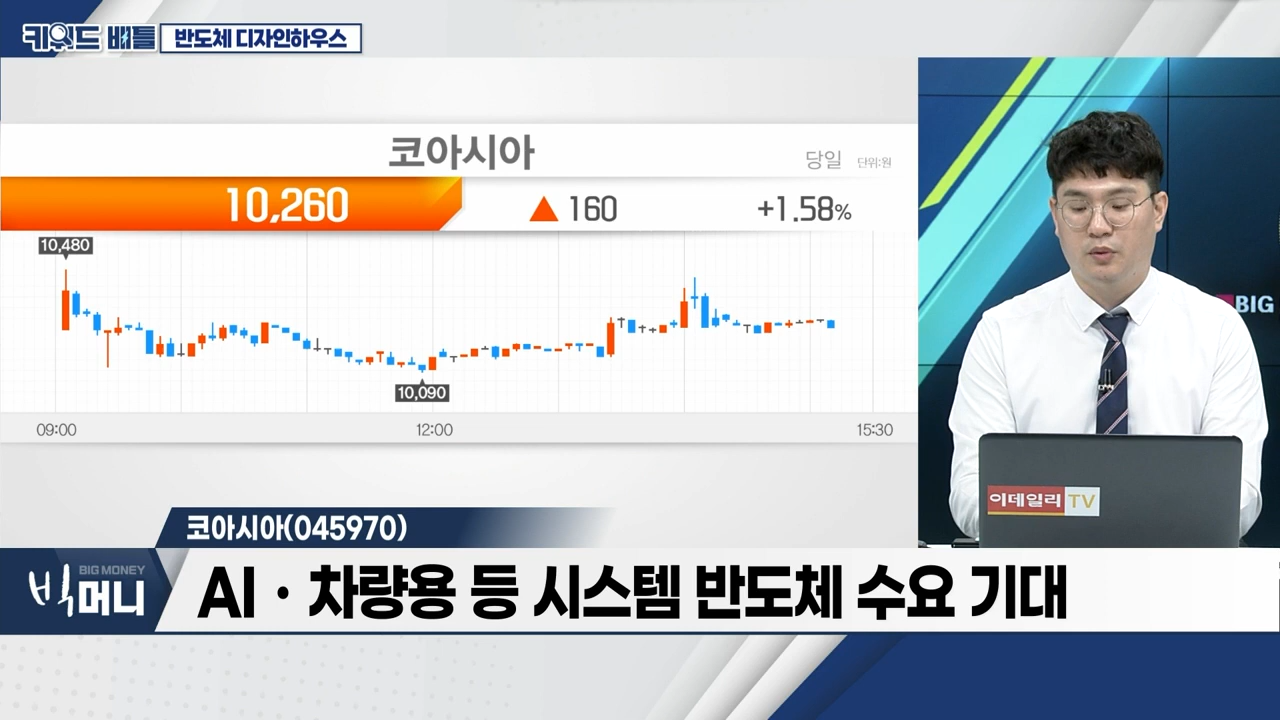 키워드 배틀 반도체 디자인하우스
코아시아
당일 단위:원
10,260 ▲ 160 +1.58%
10,480
10,090
09:00 12:00 15:30
BIG
이데일리 TV
코아시아(045970)
BIG MONEY
빅머니
AI · 차량용 등 시스템 반도체 수요 기대